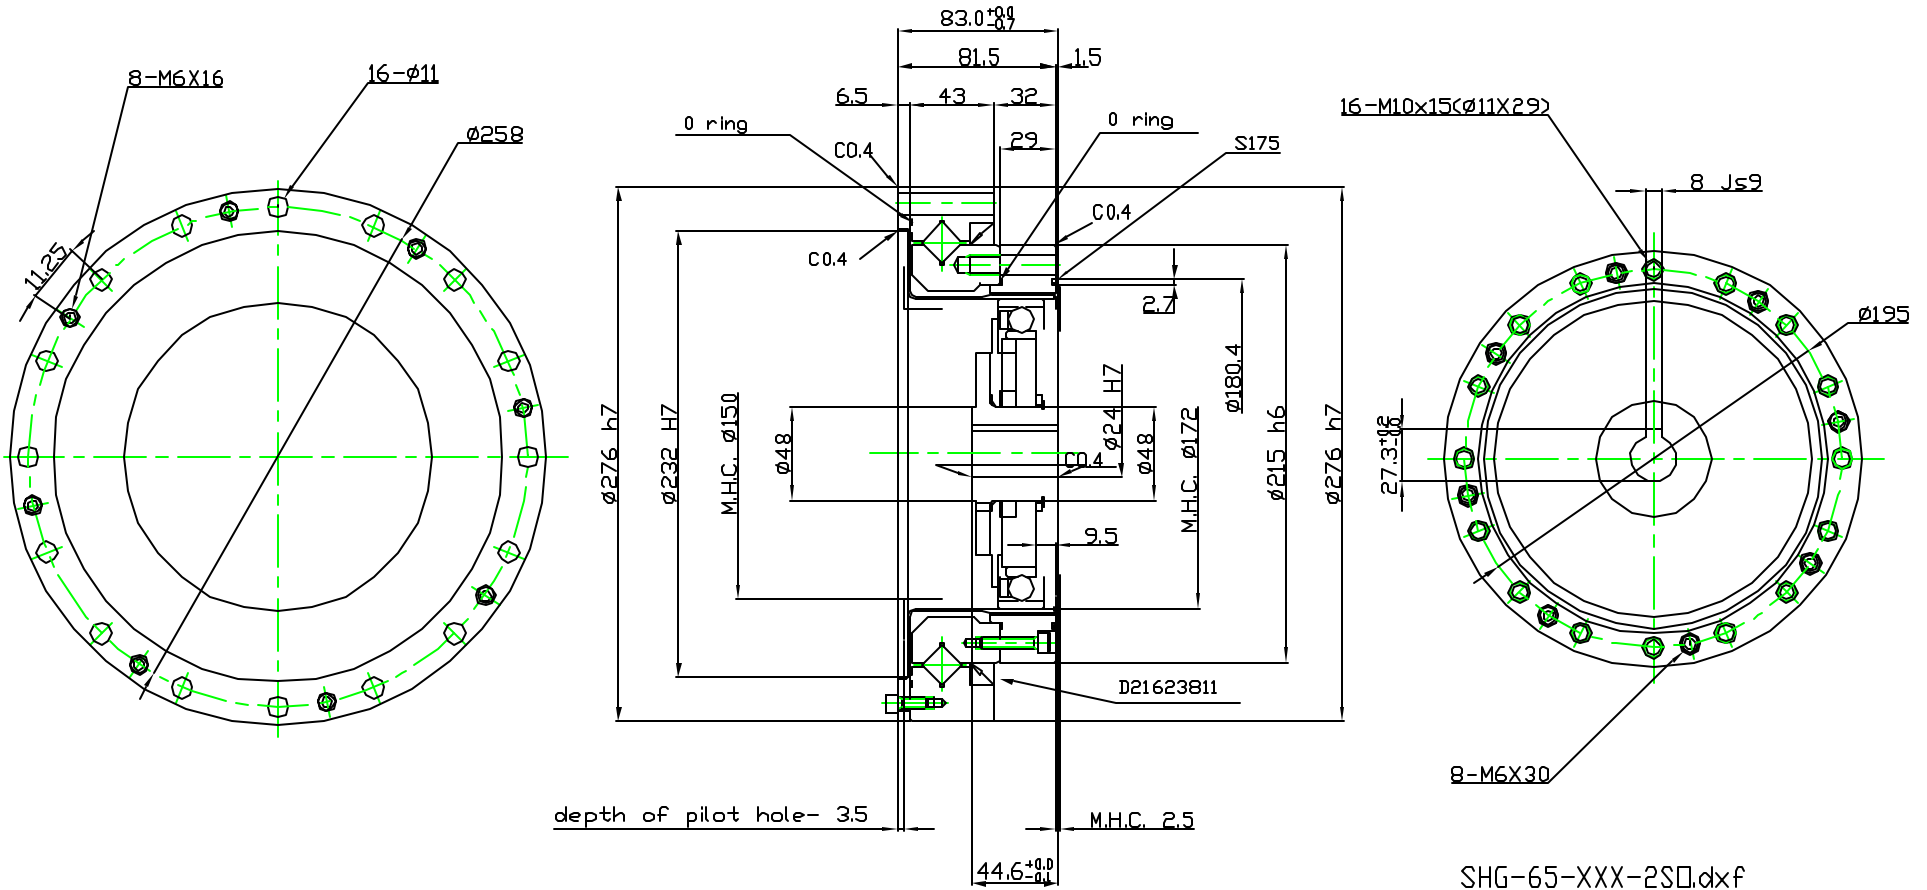 83.0+0.0-0.7
81.5
1.5
6.5
43
32
29
8-M6X16
16-Ø11
Ø258
11.25
O ring
O ring
C0.4
S175
C0.4
C0.4
2.7
Ø276 h7
Ø232 H7
M.H.C. Ø150
Ø48
Ø24 H7
C0.4
Ø48
M.H.C. Ø172
Ø180.4
Ø215 h6
Ø276 h7
9.5
D21623811
16-M10x15(Ø11X29)
8 Js9
Ø195
27.3+0.2-0.0
8-M6X30
depth of pilot hole- 3.5
M.H.C. 2.5
44.6+0.0-0.1
SHG-65-XXX-2SO.dxf